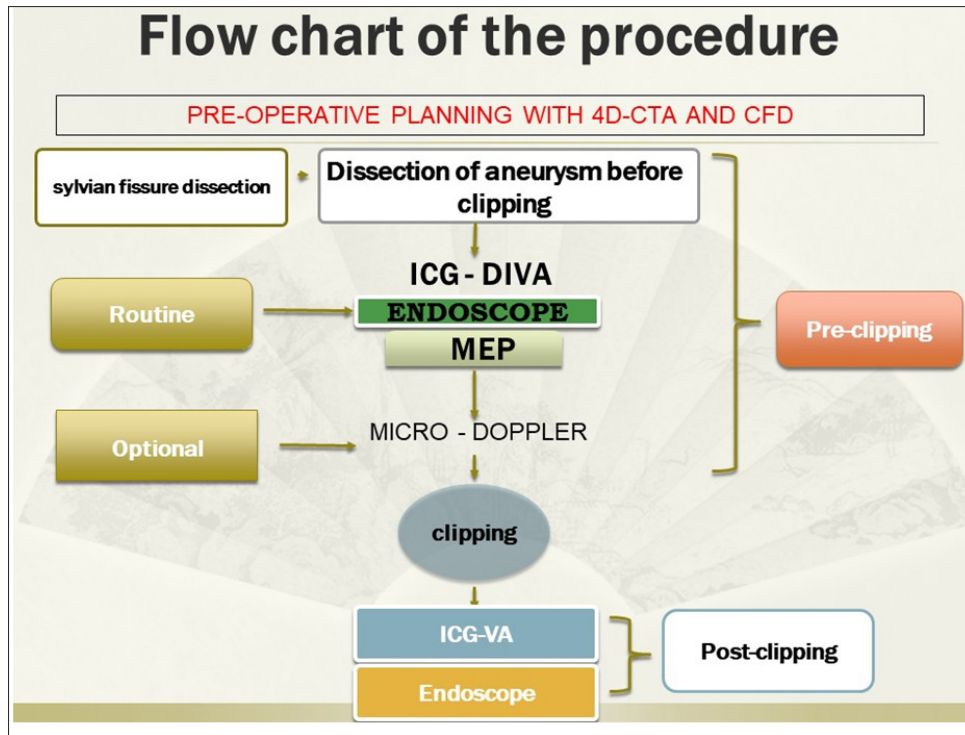 Flow chart of the procedure
PRE-OPERATIVE PLANNING WITH 4D-CTA AND CFD
sylvian fissure dissection
Dissection of aneurysm before
clipping
ICG - DIVA
Routine
ENDOSCOPE
MEP
Pre-clipping
Optional
MICRO - DOPPLER
clipping
ICG-VA
Endoscope
Post-clipping